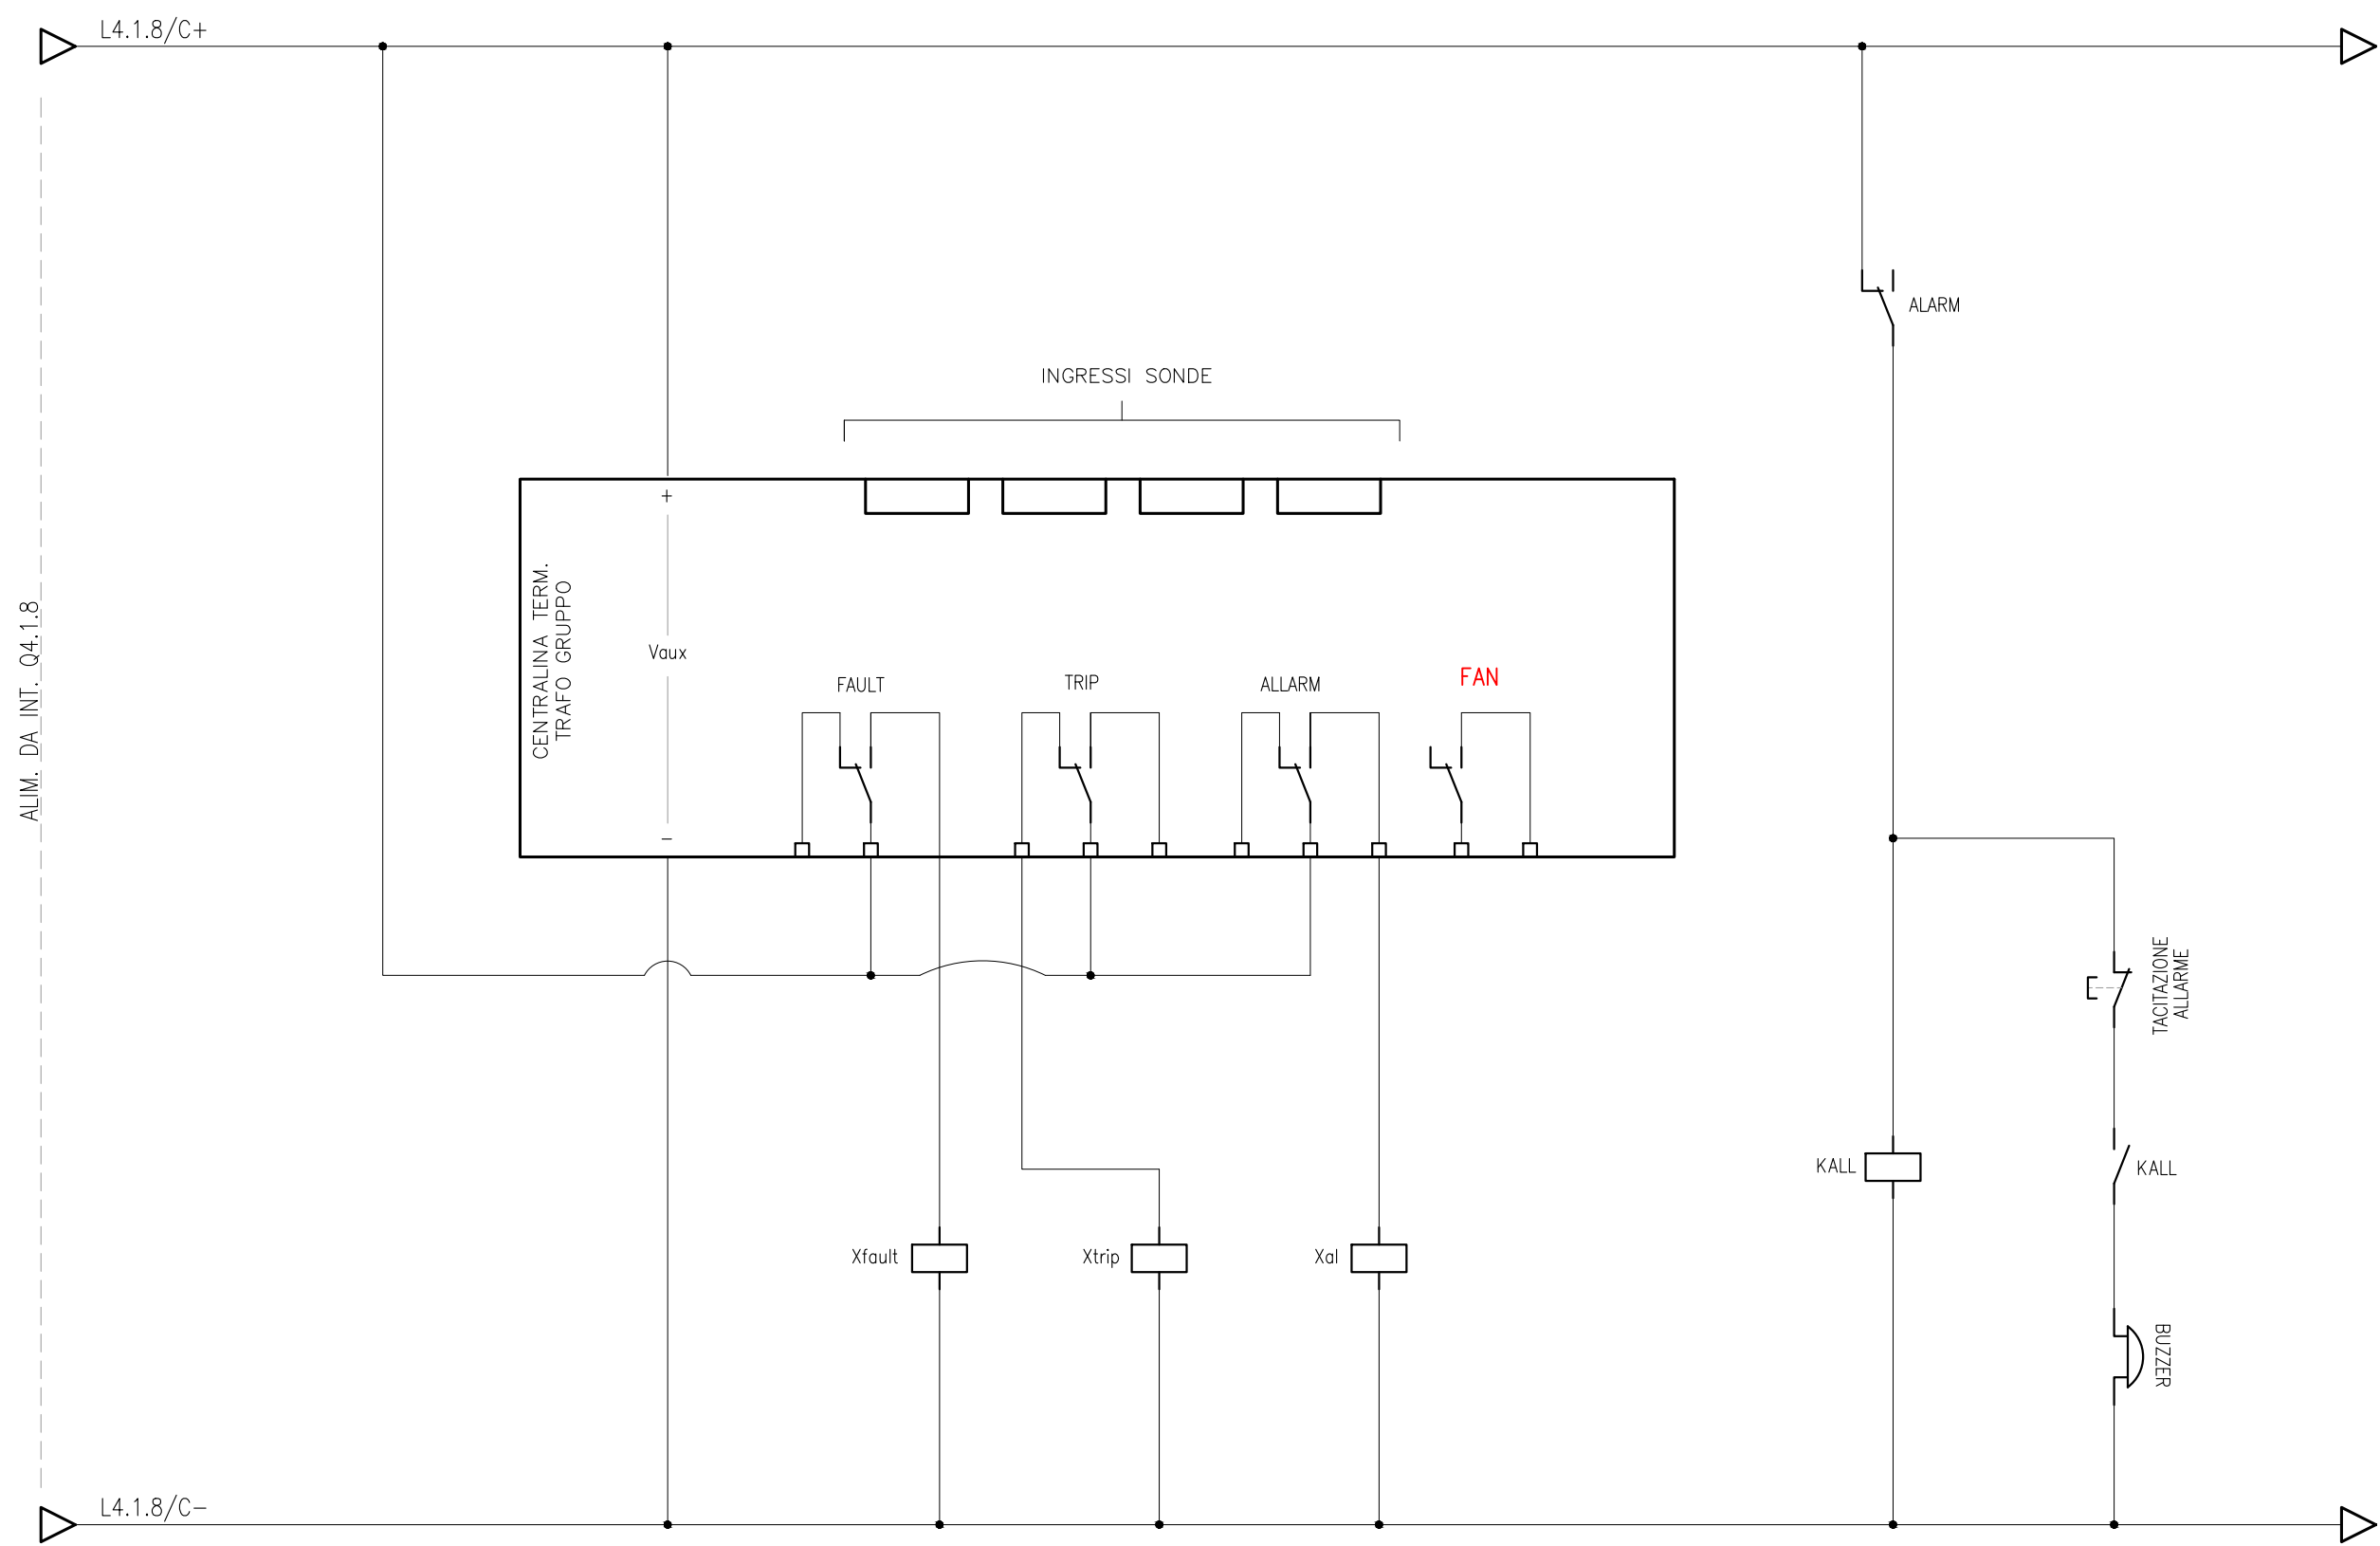 L4.1.8/C+
ALARM
INGRESSI SONDE
+
CENTRALINA TERM.
TRAFO GRUPPO
ALIM. DA INT. Q4.1.8
Vaux
FAULT
TRIP
ALLARM
FAN
−
TACITAZIONE
ALLARME
KALL
KALL
Xfault
Xtrip
Xal
BUZZER
L4.1.8/C−